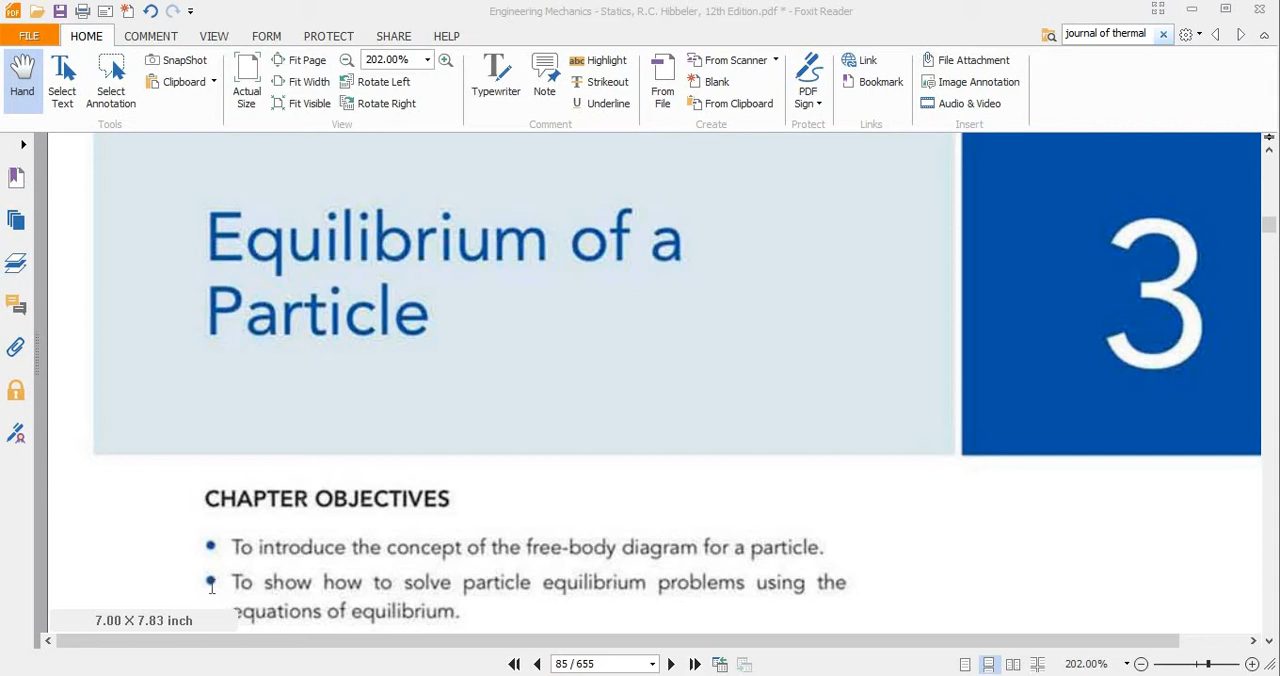 Engineering Mechanics - Statics, R.C. Hibbeler, 12th Edition.pdf * - Foxit Reader
FILE HOME COMMENT VIEW FORM PROTECT SHARE HELP journal of thermal
Hand
Select Text
Select Annotation
SnapShot
Clipboard
Tools
Actual Size
Fit Page
Fit Width
Fit Visible
202.00%
Rotate Left
Rotate Right
View
Typewriter
Note
Highlight
Strikeout
Underline
Comment
From File
From Scanner
Blank
From Clipboard
Create
PDF Sign
Protect
Link
Bookmark
Links
File Attachment
Image Annotation
Audio & Video
Insert
Equilibrium of a
Particle
3
CHAPTER OBJECTIVES
• To introduce the concept of the free-body diagram for a particle.
• To show how to solve particle equilibrium problems using the
equations of equilibrium.
7.00 X 7.83 inch
85 / 655
202.00%